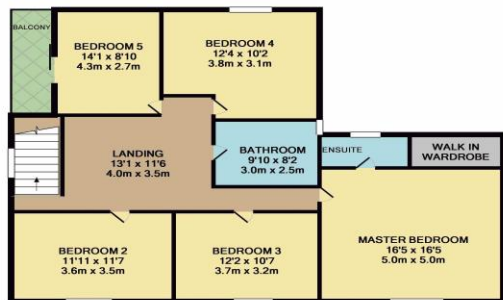 BALCONY
BEDROOM 5
14'1 x 8'10
4.3m x 2.7m
BEDROOM 4
12'4 x 10'2
3.8m x 3.1m
LANDING
13'1 x 11'6
4.0m x 3.5m
BATHROOM
9'10 x 8'2
3.0m x 2.5m
ENSUITE
WALK IN
WARDROBE
BEDROOM 2
11'11 x 11'7
3.6m x 3.5m
BEDROOM 3
12'2 x 10'7
3.7m x 3.2m
MASTER BEDROOM
16'5 x 16'5
5.0m x 5.0m